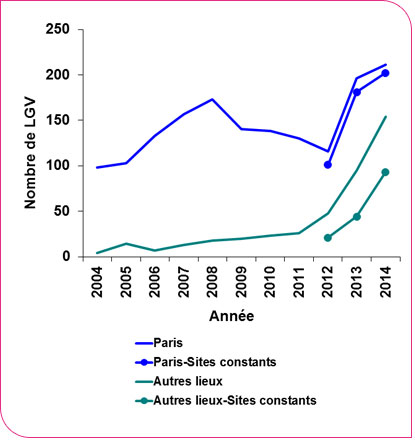 250
200
150
100
50
0
Nombre de LGV
2004
2005
2006
2007
2008
2009
2010
2011
2012
2013
2014
Année
Paris
Paris-Sites constants
Autres lieux
Autres lieux-Sites constants